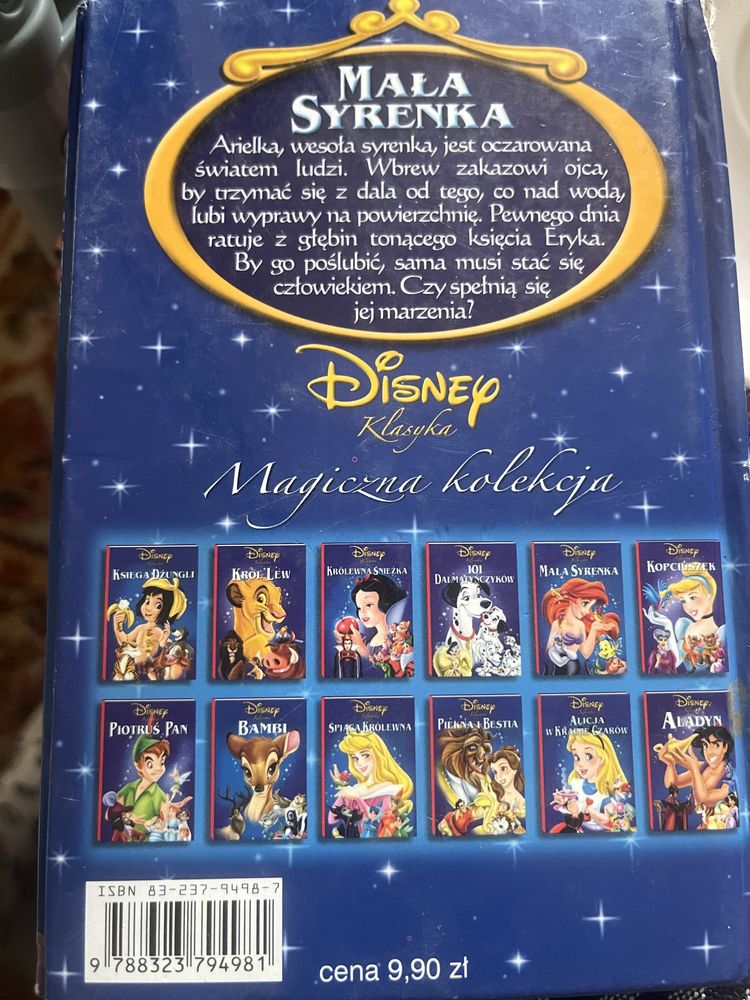 MAŁA
SYRENKA
Arielka, wesoła syrenka, jest oczarowana
światem ludzi. Wbrew zakazowi ojca,
by trzymać się z dala od tego, co nad wodą,
lubi wyprawy na powierzchnię. Pewnego dnia
ratuje z głębin tonącego księcia Eryka.
By go poślubić, sama musi stać się
człowiekiem. Czy spełnią się
jej marzenia?
DISNEY
Klasyka
Magiczna kolekcja
DISNEY
KSIĘGA DŻUNGLI
DISNEY
KRÓL LEW
DISNEY
KRÓLEWNA ŚNIEŻKA
DISNEY
101
DALMATYŃCZYKÓW
DISNEY
MAŁA SYRENKA
DISNEY
KOPCIUSZEK
DISNEY
PIOTRUŚ PAN
DISNEY
BAMBI
DISNEY
ŚPIĄCA KRÓLEWNA
DISNEY
PIĘKNA I BESTIA
DISNEY
ALICJA
W KRAINIE CZARÓW
DISNEY
ALADYN
ISBN 83-237-9498-7
9 788323 794981
cena 9,90 zł